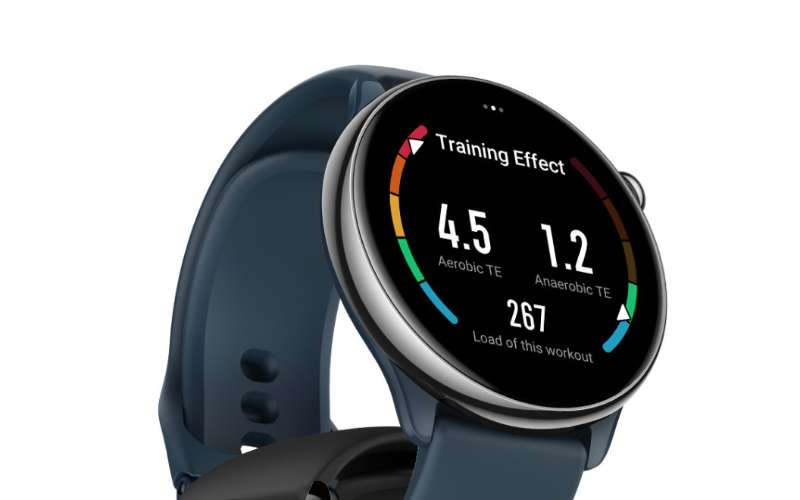 Training Effect
4.5
1.2
Aerobic TE
Anaerobic TE
267
Load of this workout